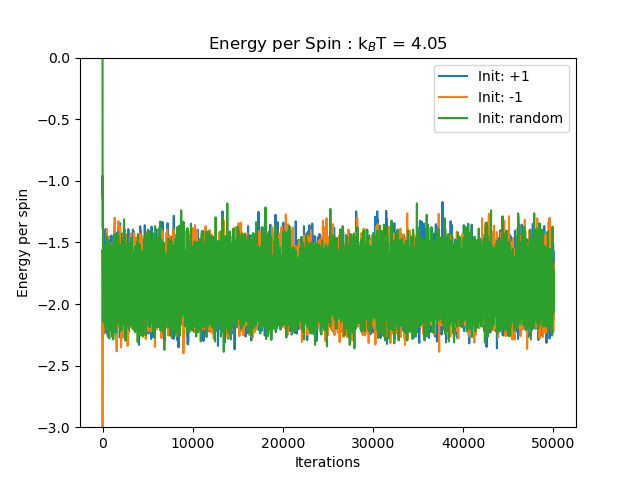 Energy per Spin : k_BT = 4.05
Init: +1
Init: -1
Init: random
0.0
−0.5
−1.0
−1.5
−2.0
−2.5
−3.0
Energy per spin
0 10000 20000 30000 40000 50000
Iterations